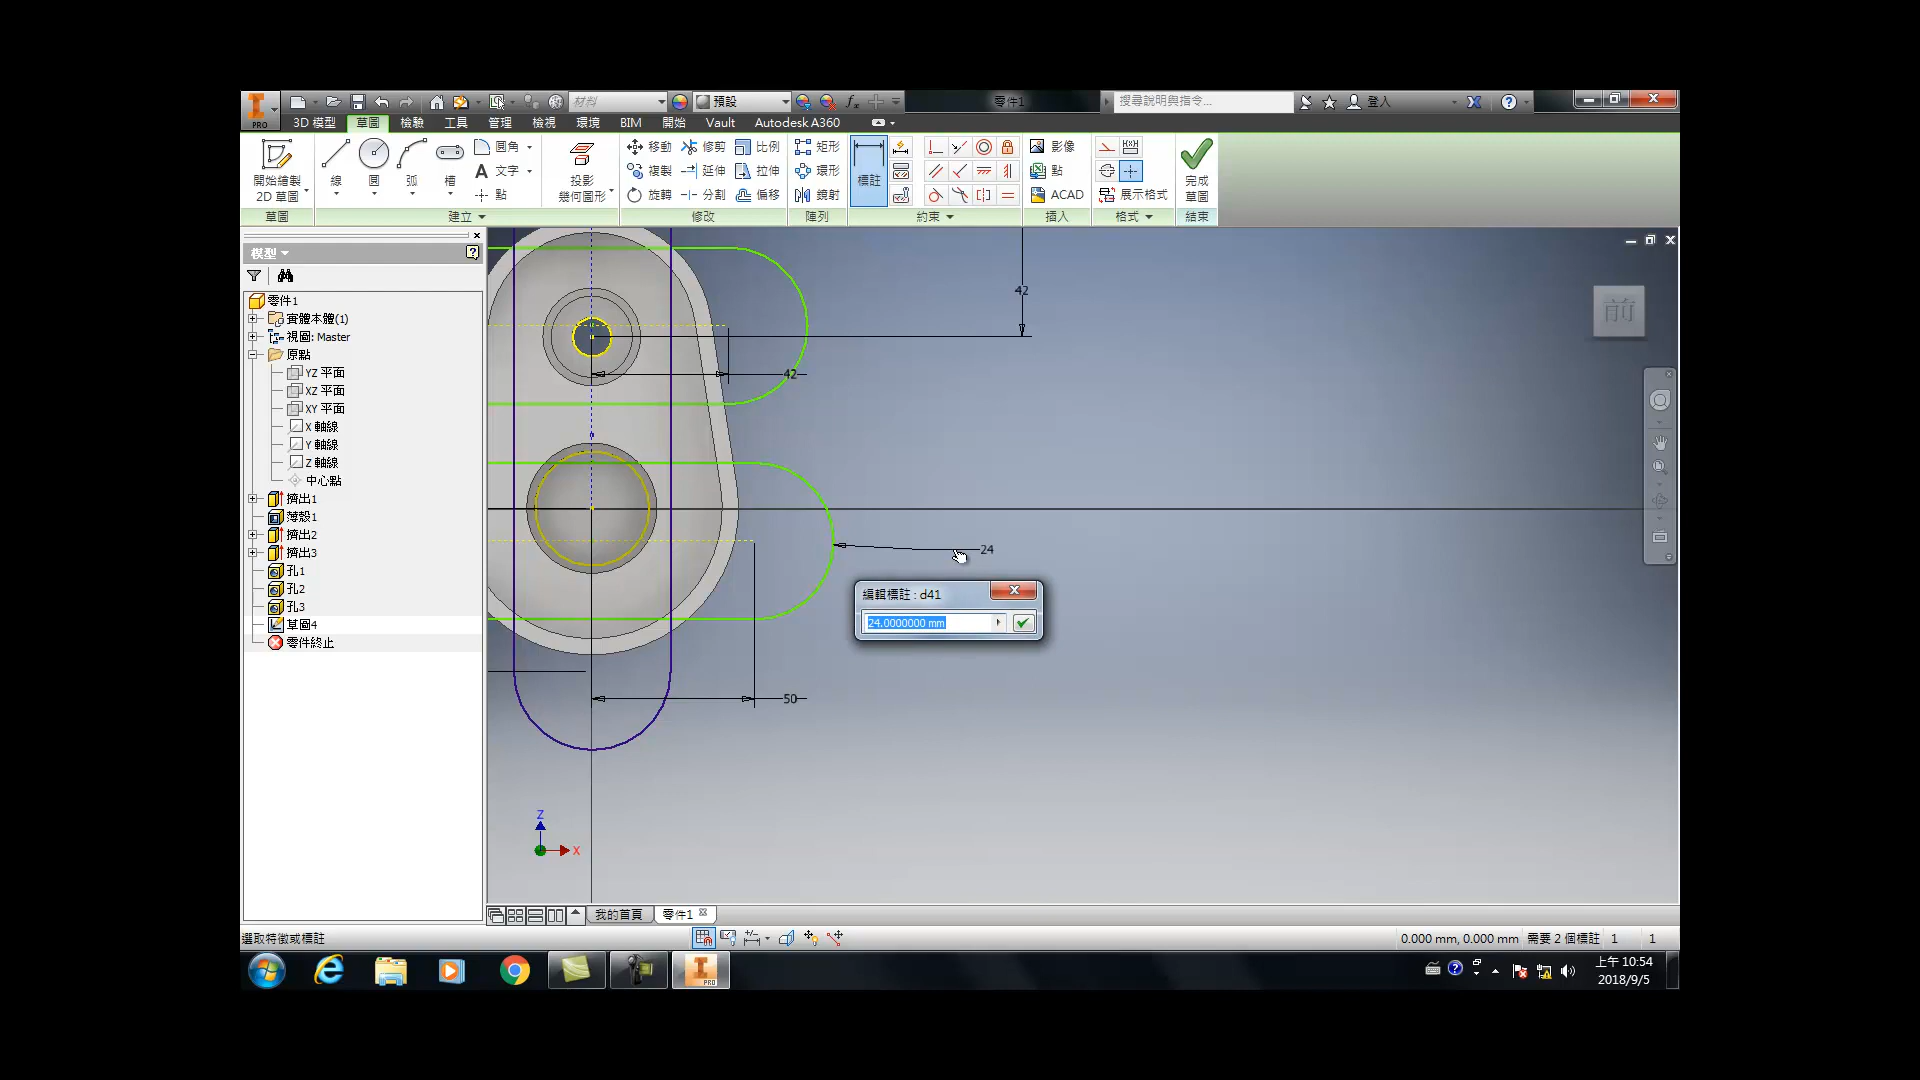 PRO
材料
預設
零件1
搜尋說明與指令...
登入
3D 模型
草圖
檢驗
工具
管理
檢視
環境
BIM
開始
Vault
Autodesk A360
開始繪製
2D 草圖
線
圓
弧
槽
圓角
文字
點
投影
幾何圖形
移動
修剪
比例
複製
延伸
拉伸
旋轉
分割
偏移
矩形
環形
鏡射
標註
影像
點
ACAD
展示格式
完成
草圖
草圖
建立
修改
陣列
約束
插入
格式
結束
模型
零件1
實體本體(1)
視圖: Master
原點
YZ 平面
XZ 平面
XY 平面
X 軸線
Y 軸線
Z 軸線
中心點
擠出1
薄殼1
擠出2
擠出3
孔1
孔2
孔3
草圖4
零件終止
42
42
24
50
前
編輯標註 : d41
24.0000000 mm
Z
X
我的首頁
零件1
選取特徵或標註
0.000 mm, 0.000 mm
需要 2 個標註
1
1
PRO
上午 10:54
2018/9/5